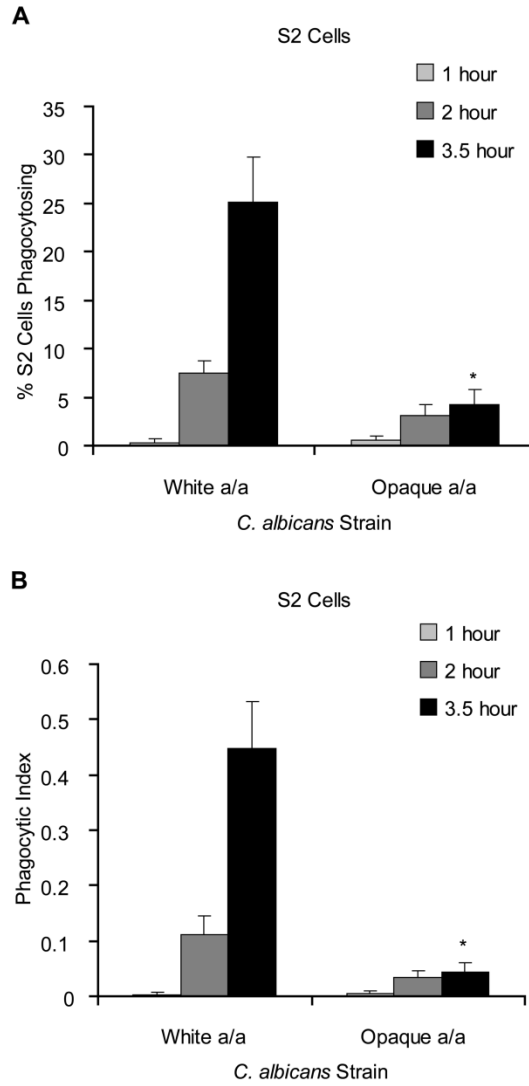 A
S2 Cells
1 hour
2 hour
3.5 hour
35
30
25
20
15
10
5
0
% S2 Cells Phagocytosing
*
White a/a
Opaque a/a
C. albicans Strain
B
S2 Cells
1 hour
2 hour
3.5 hour
0.6
0.5
0.4
0.3
0.2
0.1
0
Phagocytic Index
*
White a/a
Opaque a/a
C. albicans Strain